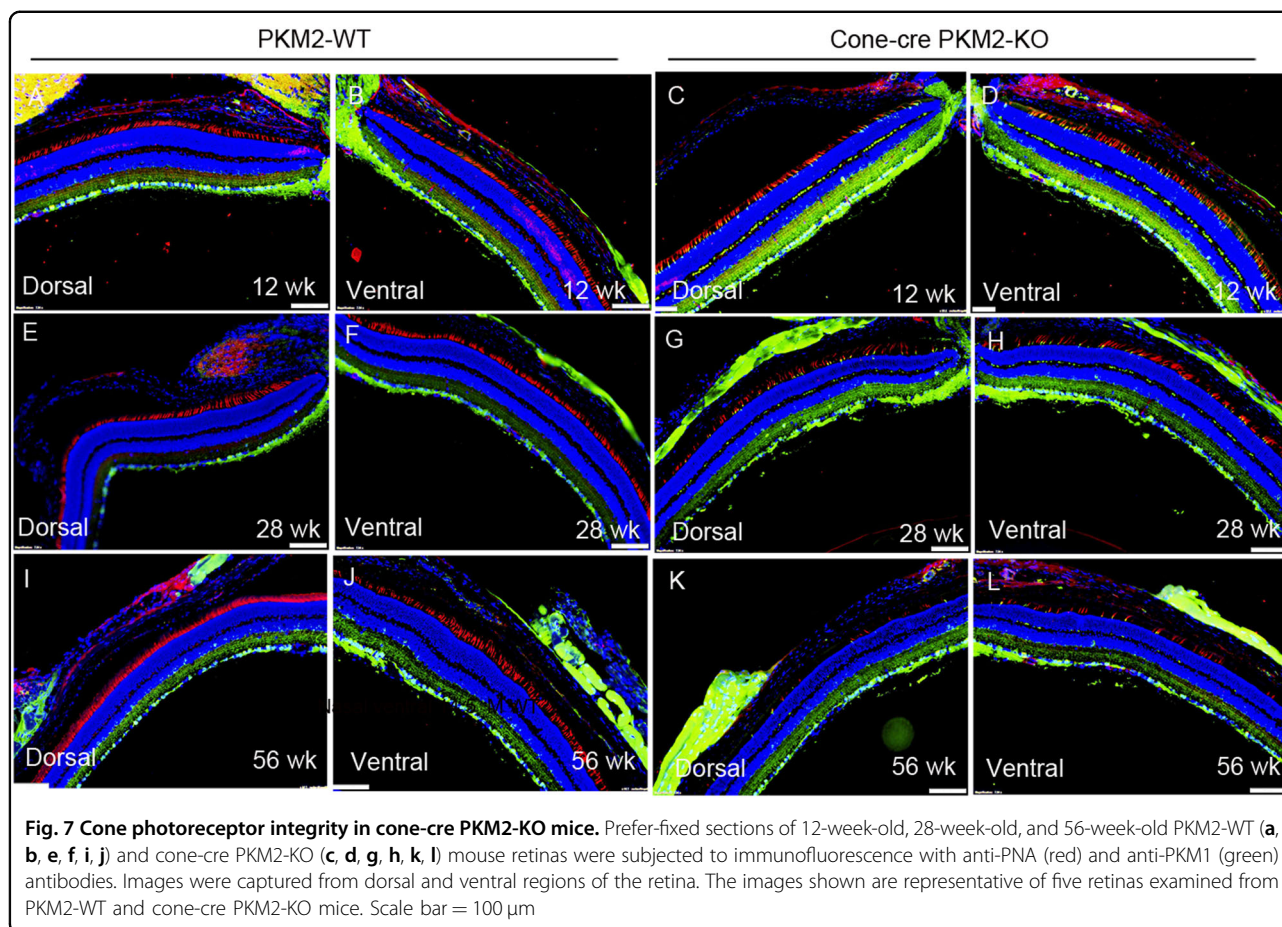 PKM2-WT
Cone-cre PKM2-KO
A
B
C
D
Dorsal
12 wk
Ventral
12 wk
Dorsal
12 wk
Ventral
12 wk
E
F
G
H
Dorsal
28 wk
Ventral
28 wk
Dorsal
28 wk
Ventral
28 wk
I
J
K
L
Dorsal
56 wk
Ventral
56 wk
Dorsal
56 wk
Ventral
56 wk
Fig. 7 Cone photoreceptor integrity in cone-cre PKM2-KO mice. Prefer-fixed sections of 12-week-old, 28-week-old, and 56-week-old PKM2-WT (a,
b, e, f, i, j) and cone-cre PKM2-KO (c, d, g, h, k, l) mouse retinas were subjected to immunofluorescence with anti-PNA (red) and anti-PKM1 (green)
antibodies. Images were captured from dorsal and ventral regions of the retina. The images shown are representative of five retinas examined from
PKM2-WT and cone-cre PKM2-KO mice. Scale bar = 100 μm